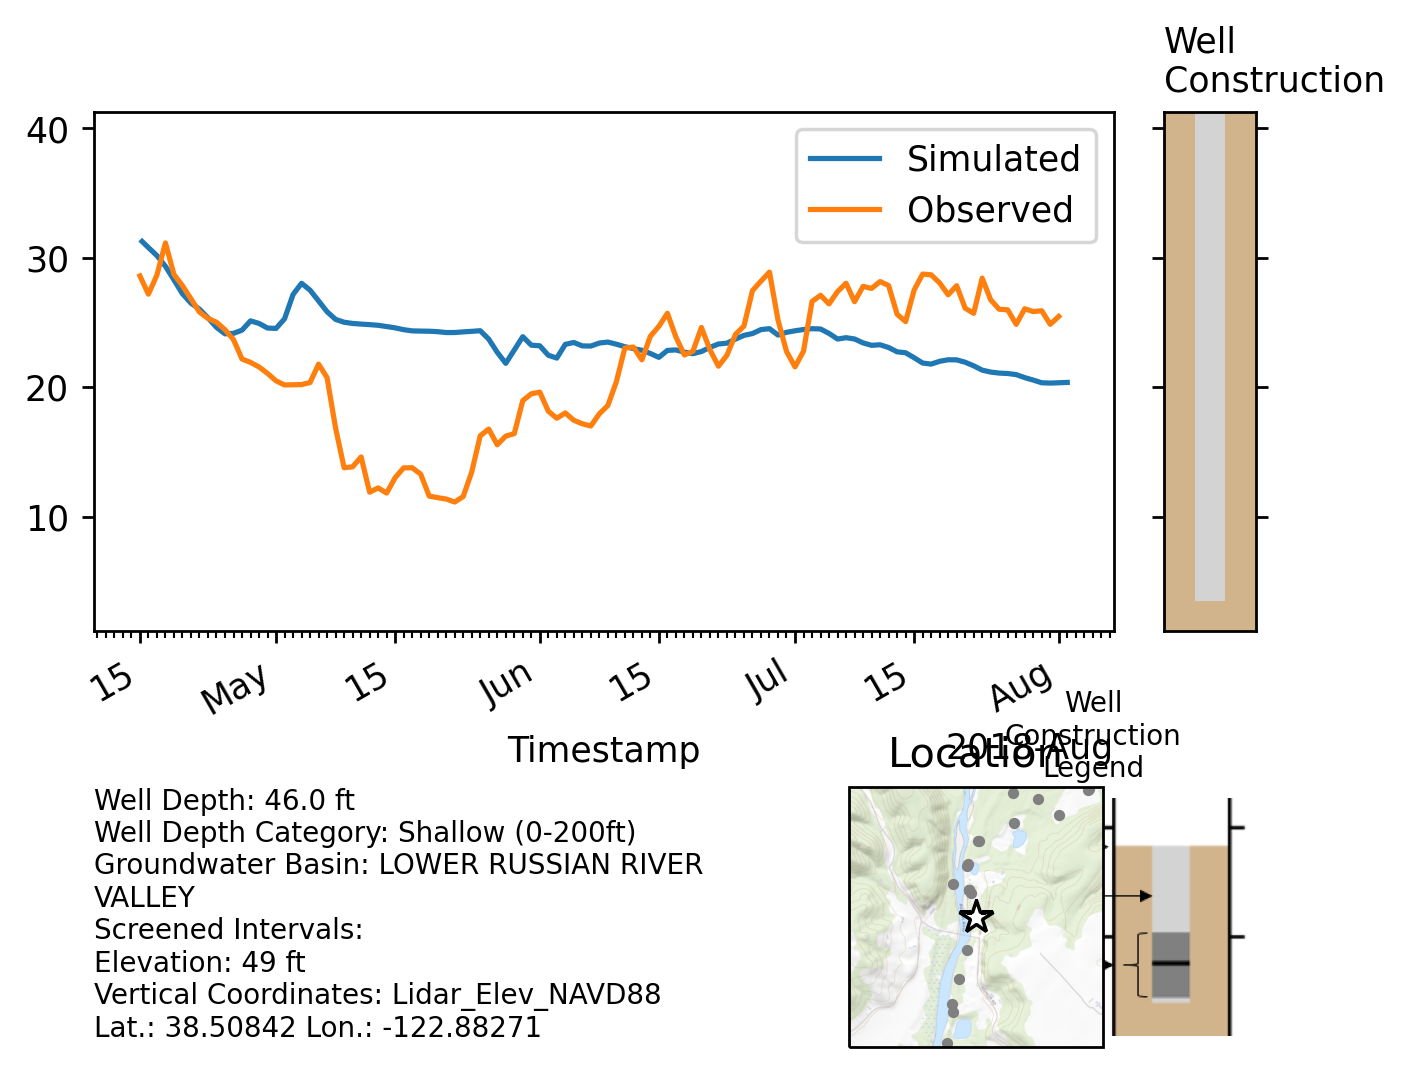 Well
Construction
40
30
20
10
Simulated
Observed
15
May
15
Jun
15
Jul
15
Aug
Timestamp
2018-Aug
Well Depth: 46.0 ft
Well Depth Category: Shallow (0-200ft)
Groundwater Basin: LOWER RUSSIAN RIVER
VALLEY
Screened Intervals:
Elevation: 49 ft
Vertical Coordinates: Lidar_Elev_NAVD88
Lat.: 38.50842 Lon.: -122.88271
Location
Well
Construction
Legend